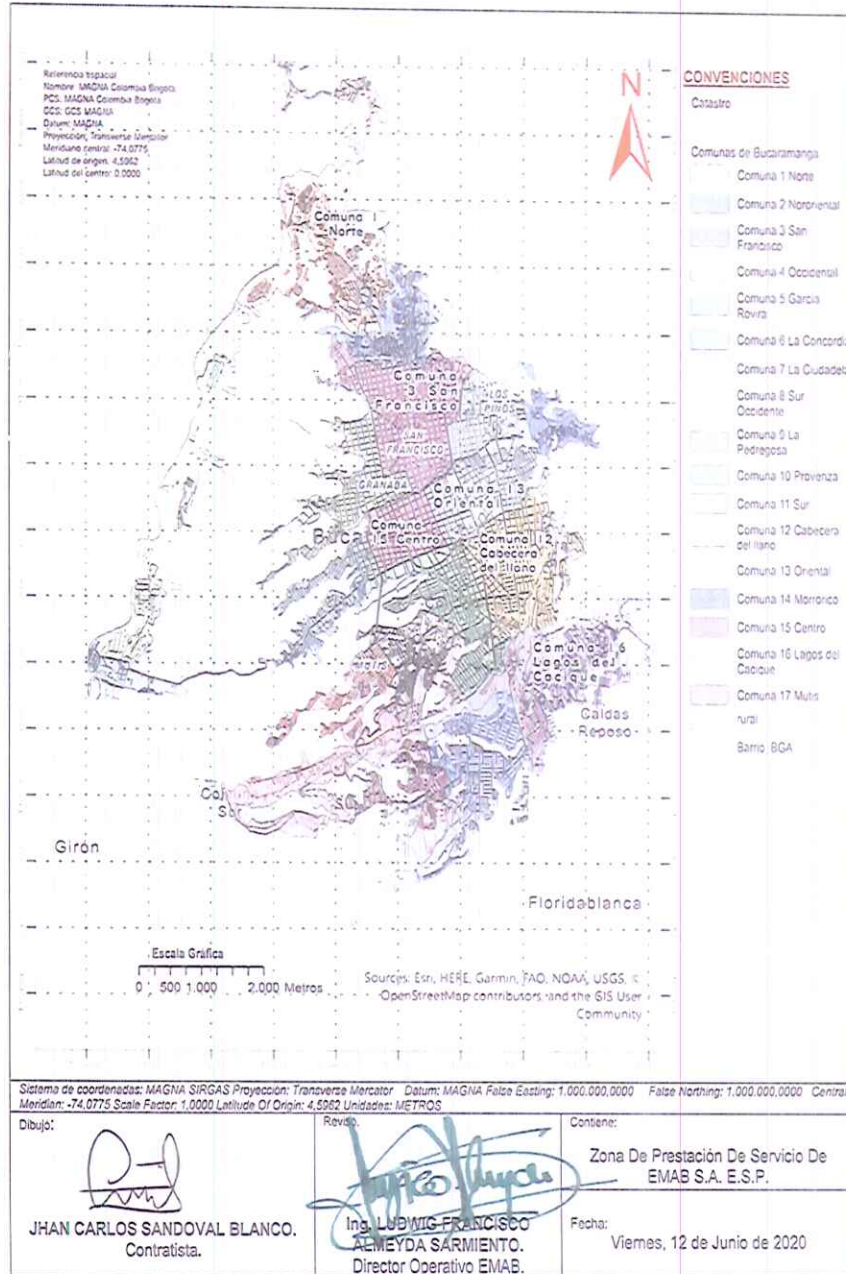 Referencia Espacial
Nombre: MAGNA Colombia Bogota
PCS: MAGNA Colombia Bogota
GCS: GCS MAGNA
Datum: MAGNA
Proyección: Transverse Mercator
Meridiano central: -74,0775
Latitud de origen: 4,5962
Latitud del centro: 0,0000
N
CONVENCIONES
Catastro
Comunas de Bucaramanga
Comuna 1 Norte
Comuna 2 Nororiental
Comuna 3 San
Francisco
Comuna 4 Occidental
Comuna 5 García
Rovira
Comuna 6 La Concordia
Comuna 7 La Ciudadela
Comuna 8 Sur
Occidente
Comuna 9 La
Pedregosa
Comuna 10 Provenza
Comuna 11 Sur
Comuna 12 Cabecera
del llano
Comuna 13 Oriental
Comuna 14 Morrorico
Comuna 15 Centro
Comuna 16 Lagos del
Cacique
Comuna 17 Mutis
rural
Barrio_BGA
Comuna 1
Norte
Comuna
3 San
Francisco
LOS
PINOS
SAN
FRANCISCO
GRANADA
Comuna 13
Oriental
Comuna
15 Centro
Comuna 12
Cabecera
del llano
Mutis
Comuna 16
Lagos del
Cacique
Caldas
Reposo
Girón
Floridablanca
Escala Gráfica
0 500 1.000 2.000 Metros
Sources: Esri, HERE, Garmin, FAO, NOAA, USGS, ©
OpenStreetMap contributors, and the GIS User
Community
Sistema de coordenadas: MAGNA SIRGAS Proyección: Transverse Mercator Datum: MAGNA False Easting: 1.000.000,0000 False Northing: 1.000.000,0000 Central
Meridian: -74,0775 Scale Factor: 1,0000 Latitude Of Origin: 4,5962 Unidades: METROS
Dibujo:
JHAN CARLOS SANDOVAL BLANCO.
Contratista.
Revisó.
Ing. LUDWIG FRANCISCO
ALMEYDA SARMIENTO.
Director Operativo EMAB.
Contiene:
Zona De Prestación De Servicio De
EMAB S.A. E.S.P.
Fecha:
Viernes, 12 de Junio de 2020